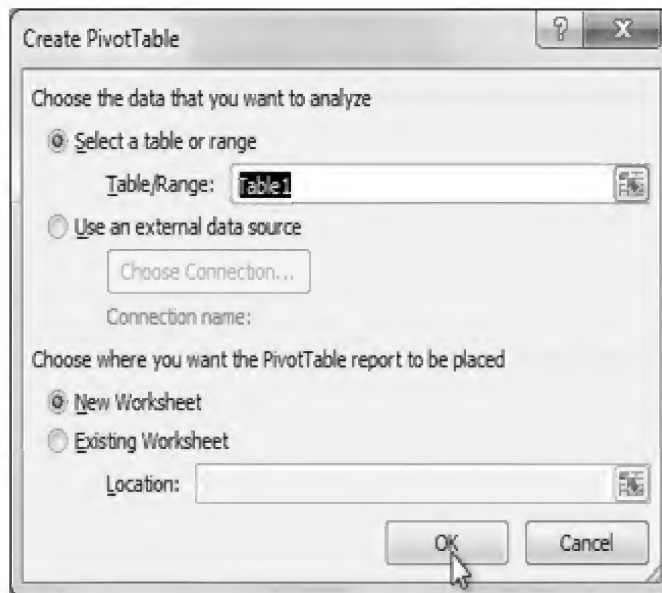 Create PivotTable
? X
Choose the data that you want to analyze
Select a table or range
Table/Range: Table1
Use an external data source
Choose Connection...
Connection name:
Choose where you want the PivotTable report to be placed
New Worksheet
Existing Worksheet
Location:
OK Cancel